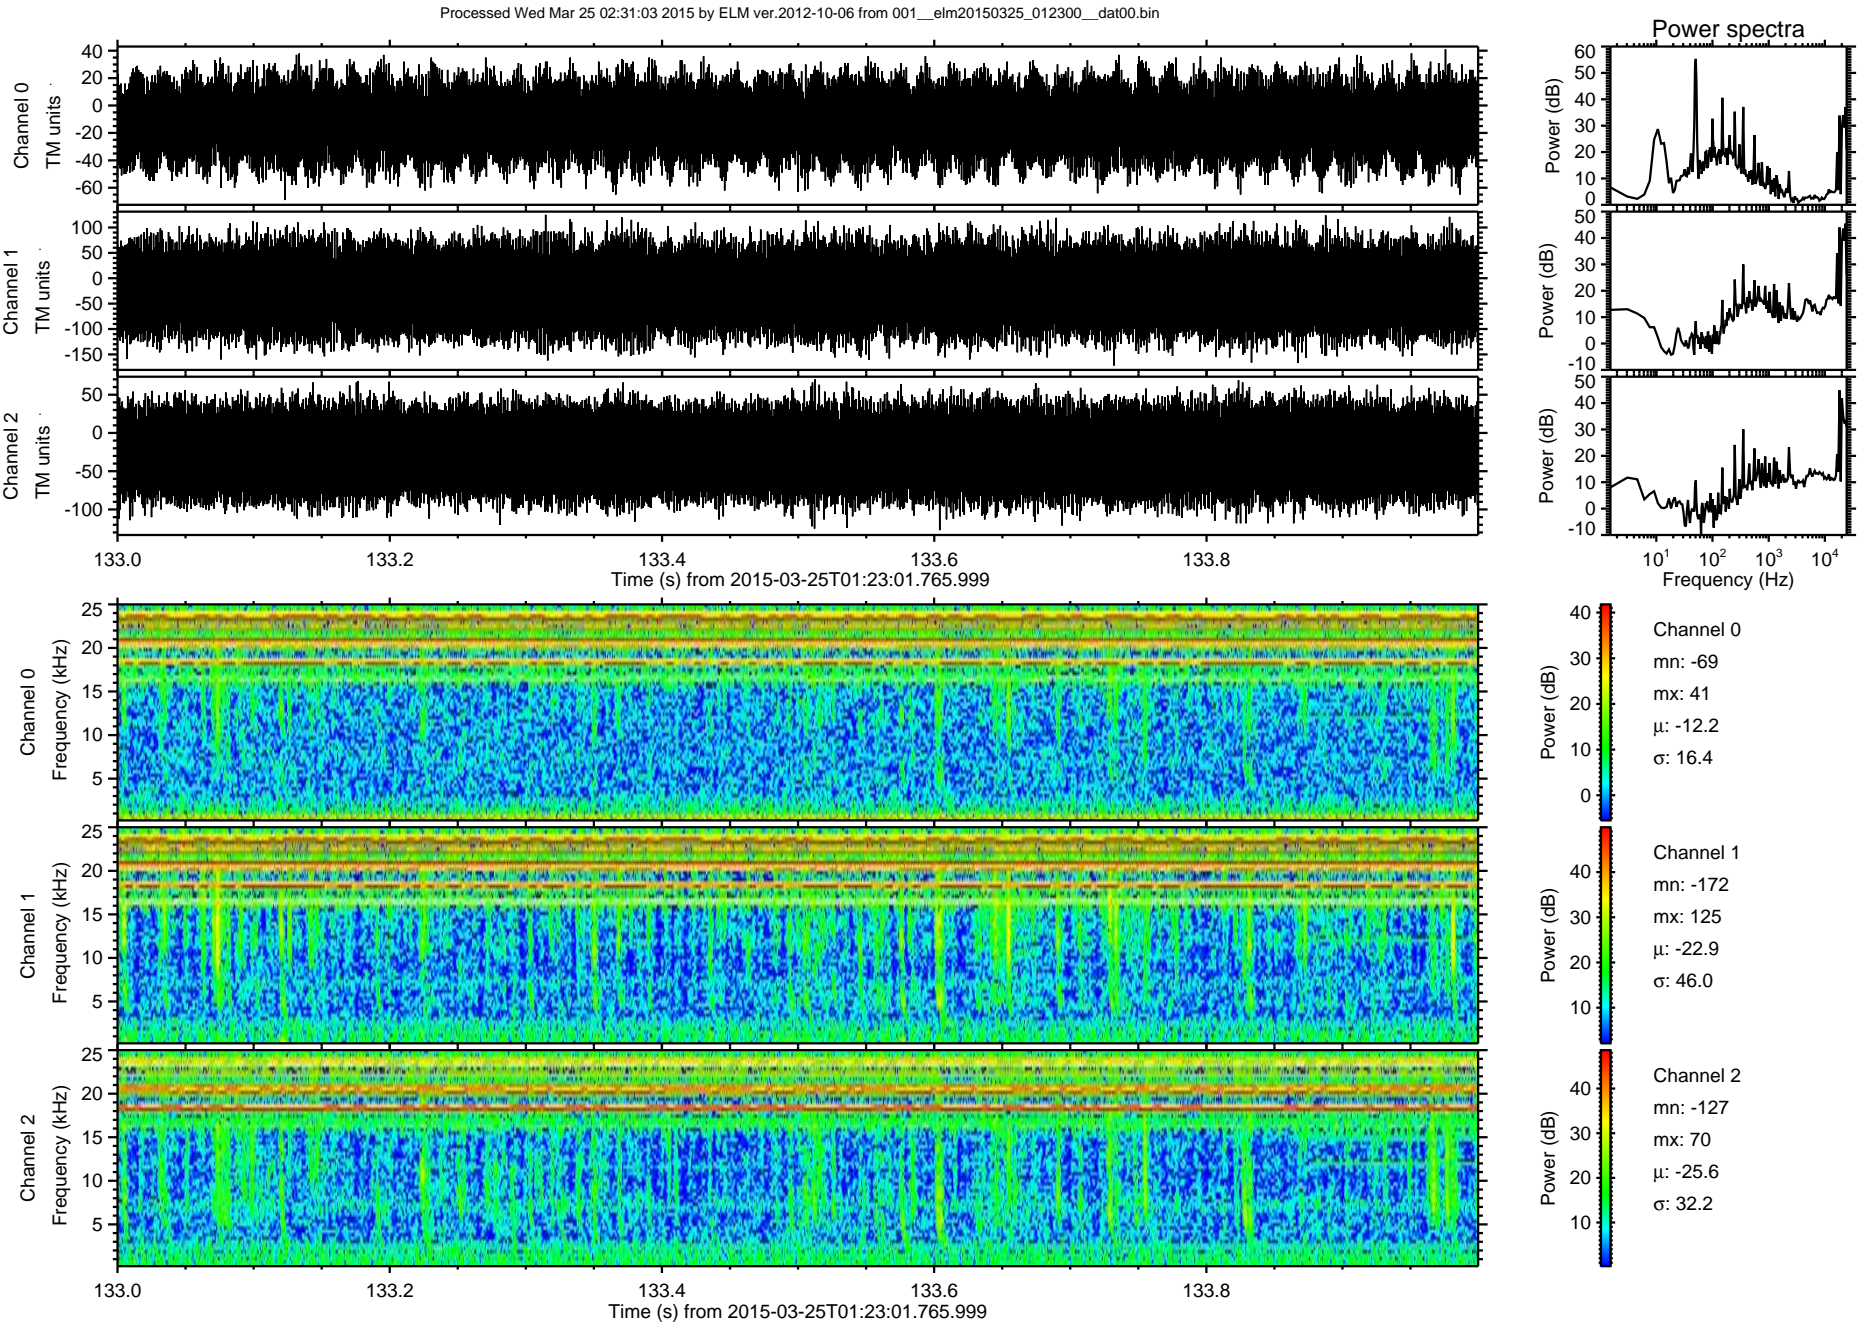 Processed Wed Mar 25 02:31:03 2015 by ELM ver.2012-10-06 from 001__elm20150325_012300__dat00.bin
Power spectra
Channel 0
TM units
40
20
0
-20
-40
-60
Power (dB)
60
50
40
30
20
10
0
Channel 1
TM units
100
50
0
-50
-100
-150
Power (dB)
50
40
30
20
10
0
-10
Channel 2
TM units
50
0
-50
-100
Power (dB)
50
40
30
20
10
0
-10
133.0 133.2 133.4 133.6 133.8
Time (s) from 2015-03-25T01:23:01.765.999
10^1 10^2 10^3 10^4
Frequency (Hz)
Channel 0
Frequency (kHz)
25
20
15
10
5
Power (dB)
40
30
20
10
0
Channel 0
mn: -69
mx: 41
μ: -12.2
σ: 16.4
Channel 1
Frequency (kHz)
25
20
15
10
5
Power (dB)
40
30
20
10
Channel 1
mn: -172
mx: 125
μ: -22.9
σ: 46.0
Channel 2
Frequency (kHz)
25
20
15
10
5
Power (dB)
40
30
20
10
Channel 2
mn: -127
mx: 70
μ: -25.6
σ: 32.2
133.0 133.2 133.4 133.6 133.8
Time (s) from 2015-03-25T01:23:01.765.999